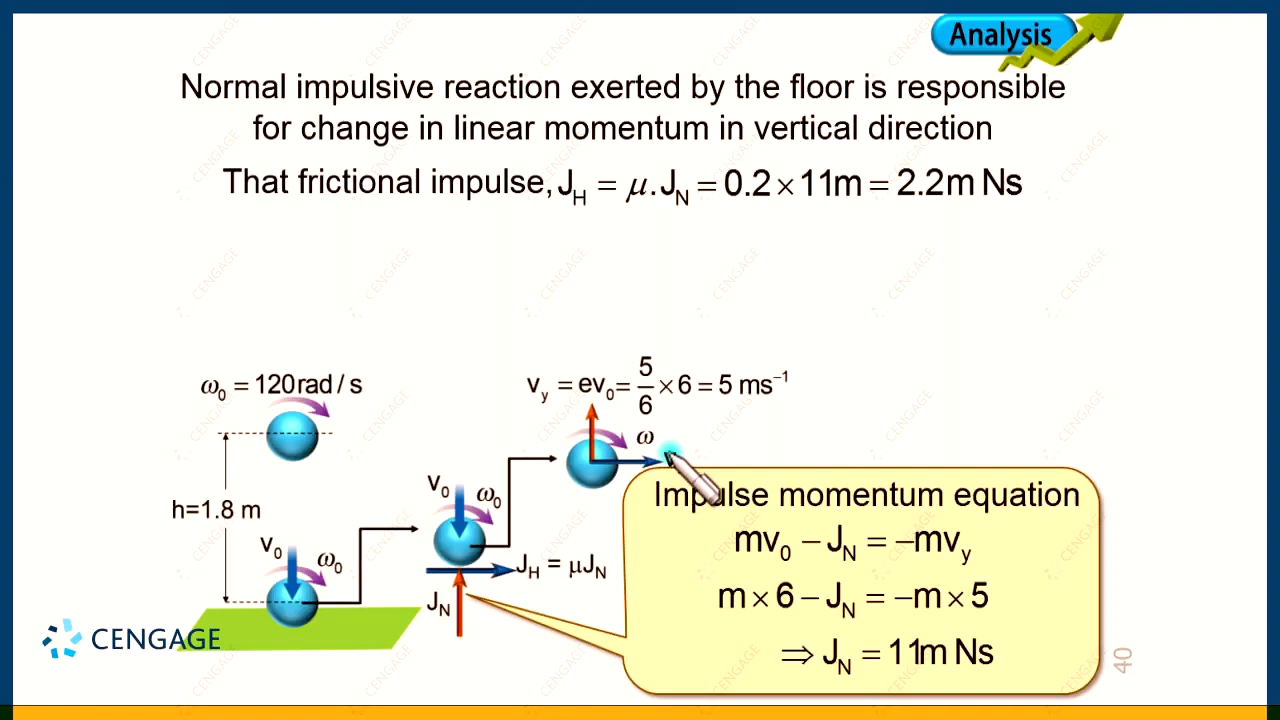 Analysis
Normal impulsive reaction exerted by the floor is responsible
for change in linear momentum in vertical direction
That frictional impulse, J_H = μ.J_N = 0.2 × 11m = 2.2m Ns
ω₀ = 120 rad / s
h=1.8 m
v₀
ω₀
v₀
ω₀
J_H = μJ_N
J_N
v_y = ev₀ = 5/6 × 6 = 5 ms⁻¹
ω
Impulse momentum equation
mv₀ − J_N = −mv_y
m × 6 − J_N = −m × 5
⇒ J_N = 11m Ns
CENGAGE
40